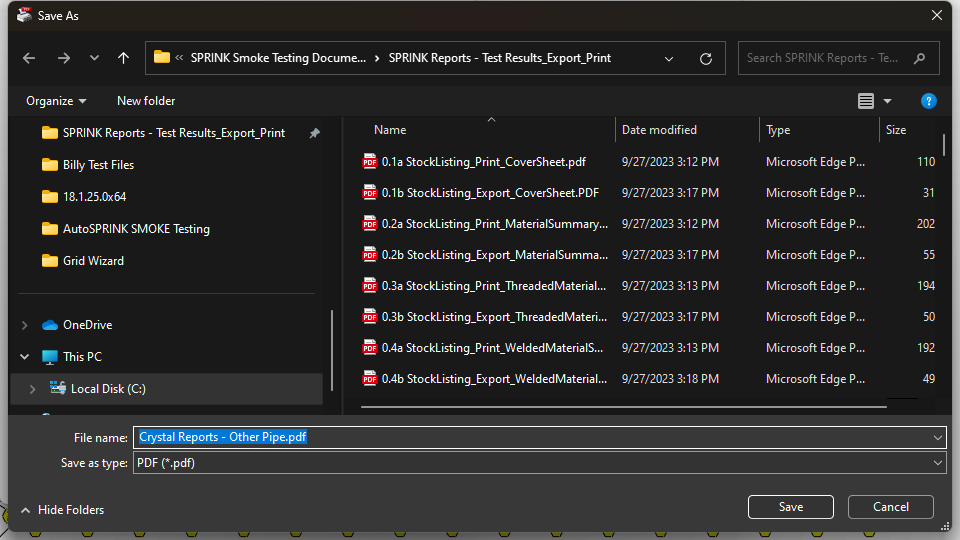 Save As
« SPRINK Smoke Testing Docume... > SPRINK Reports - Test Results_Export_Print
Search SPRINK Reports - Te...
Organize New folder ?
SPRINK Reports - Test Results_Export_Print
Billy Test Files
18.1.25.0x64
AutoSPRINK SMOKE Testing
Grid Wizard
OneDrive
This PC
Local Disk (C:)
Name Date modified Type Size
PDF 0.1a StockListing_Print_CoverSheet.pdf 9/27/2023 3:12 PM Microsoft Edge P... 110
PDF 0.1b StockListing_Export_CoverSheet.PDF 9/27/2023 3:17 PM Microsoft Edge P... 31
PDF 0.2a StockListing_Print_MaterialSummary... 9/27/2023 3:12 PM Microsoft Edge P... 202
PDF 0.2b StockListing_Export_MaterialSumma... 9/27/2023 3:17 PM Microsoft Edge P... 55
PDF 0.3a StockListing_Print_ThreadedMaterial... 9/27/2023 3:13 PM Microsoft Edge P... 194
PDF 0.3b StockListing_Export_ThreadedMateri... 9/27/2023 3:17 PM Microsoft Edge P... 50
PDF 0.4a StockListing_Print_WeldedMaterialS... 9/27/2023 3:13 PM Microsoft Edge P... 192
PDF 0.4b StockListing_Export_WeldedMaterial... 9/27/2023 3:18 PM Microsoft Edge P... 49
File name: Crystal Reports - Other Pipe.pdf
Save as type: PDF (*.pdf)
Hide Folders Save Cancel